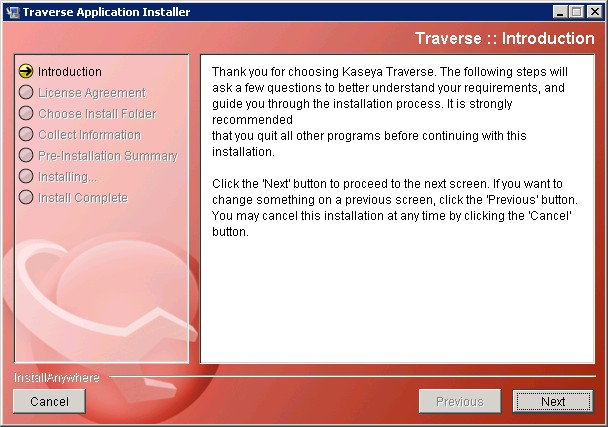 Traverse Application Installer
Traverse :: Introduction
Introduction
License Agreement
Choose Install Folder
Collect Information
Pre-Installation Summary
Installing...
Install Complete
Thank you for choosing Kaseya Traverse. The following steps will
ask a few questions to better understand your requirements, and
guide you through the installation process. It is strongly
recommended
that you quit all other programs before continuing with this
installation.
Click the 'Next' button to proceed to the next screen. If you want to
change something on a previous screen, click the 'Previous' button.
You may cancel this installation at any time by clicking the 'Cancel'
button.
InstallAnywhere
Cancel
Previous
Next